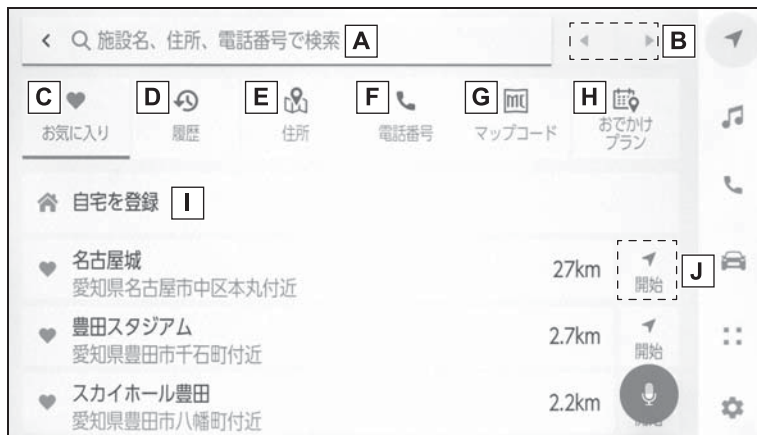 施設名、住所、電話番号で検索 A
B
C
D
E
F
G MC
H
お気に入り
履歴
住所
電話番号
マップコード
おでかけ
プラン
自宅を登録 I
名古屋城
愛知県名古屋市中区本丸付近
27km
開始
J
豊田スタジアム
愛知県豊田市千石町付近
2.7km
開始
スカイホール豊田
愛知県豊田市八幡町付近
2.2km